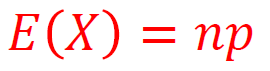 E(X) = np